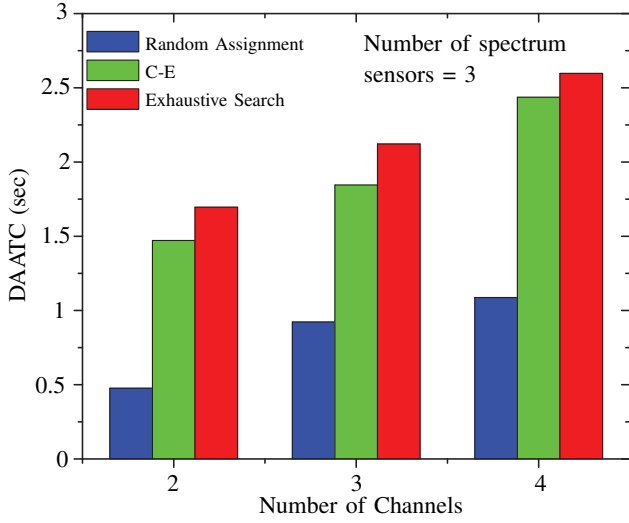 3
2.5
2
1.5
1
0.5
0
DAATC (sec)
Random Assignment
C-E
Exhaustive Search
Number of spectrum
sensors = 3
2 3 4
Number of Channels